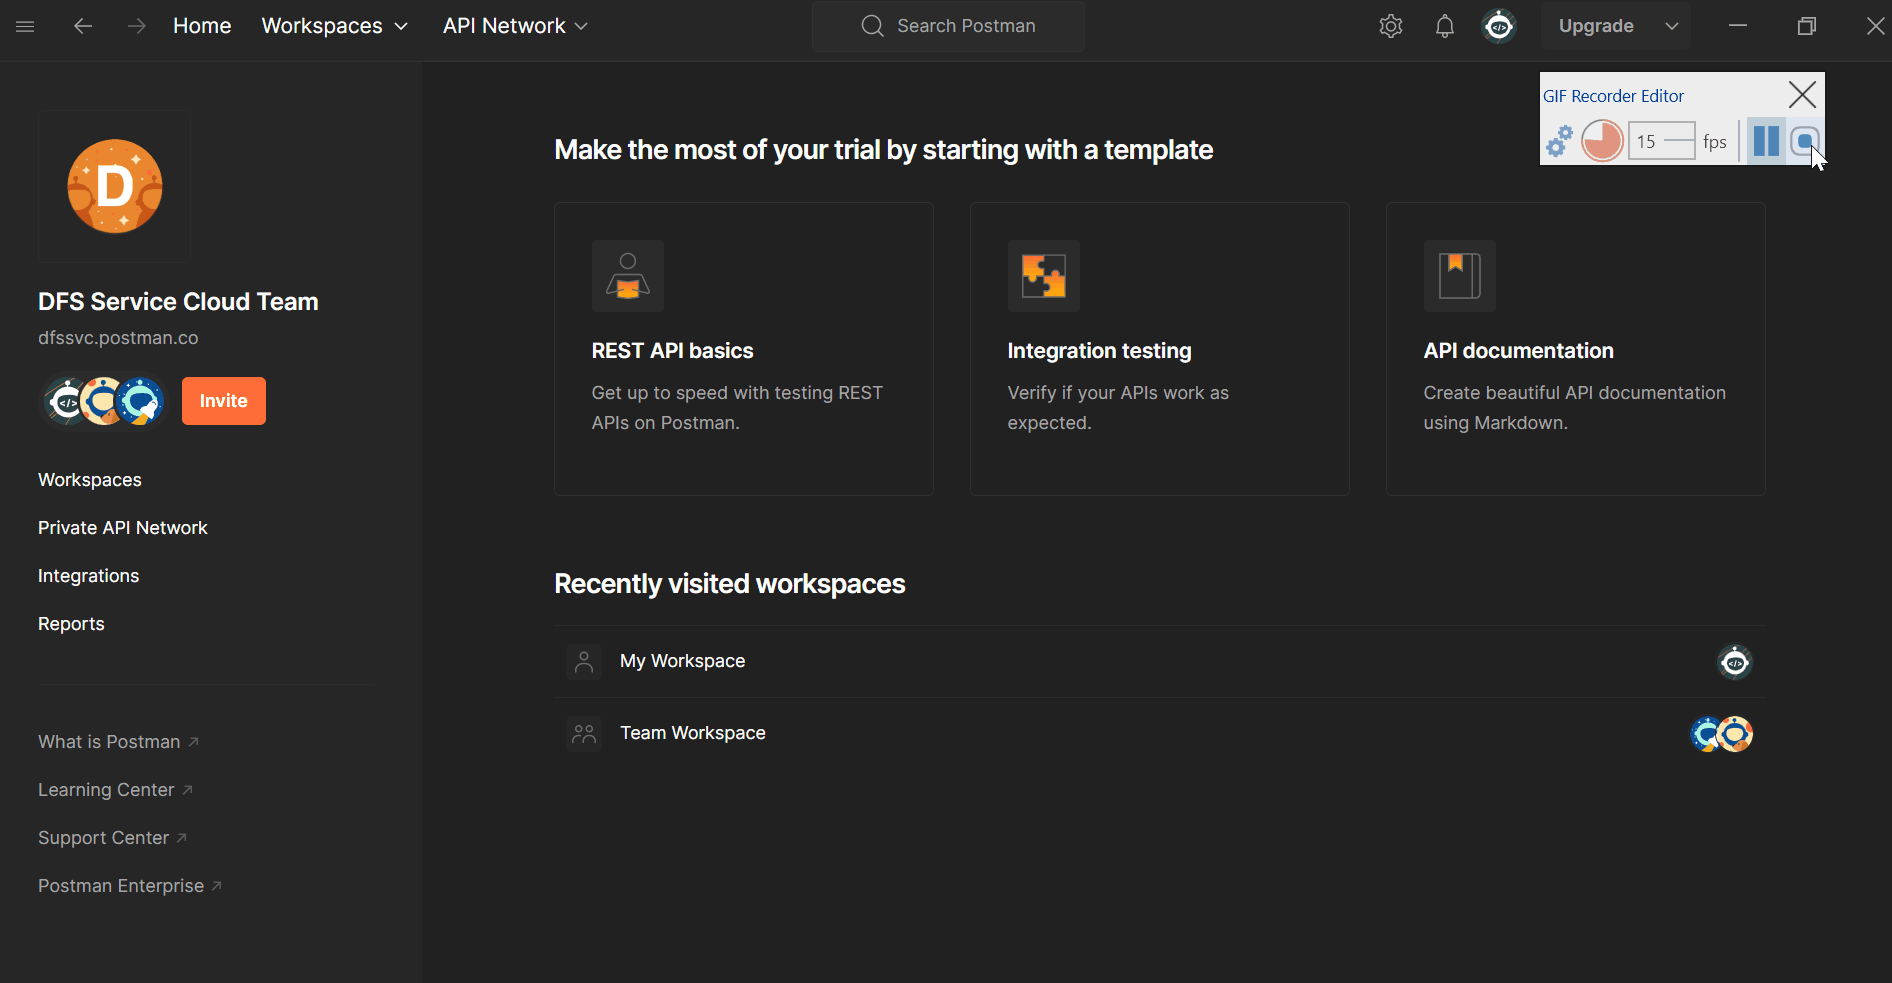 Home
Workspaces
API Network
Search Postman
Upgrade
GIF Recorder Editor
15
fps
D
DFS Service Cloud Team
dfssvc.postman.co
Invite
Workspaces
Private API Network
Integrations
Reports
What is Postman
Learning Center
Support Center
Postman Enterprise
Make the most of your trial by starting with a template
REST API basics
Get up to speed with testing REST
APIs on Postman.
Integration testing
Verify if your APIs work as
expected.
API documentation
Create beautiful API documentation
using Markdown.
Recently visited workspaces
My Workspace
Team Workspace